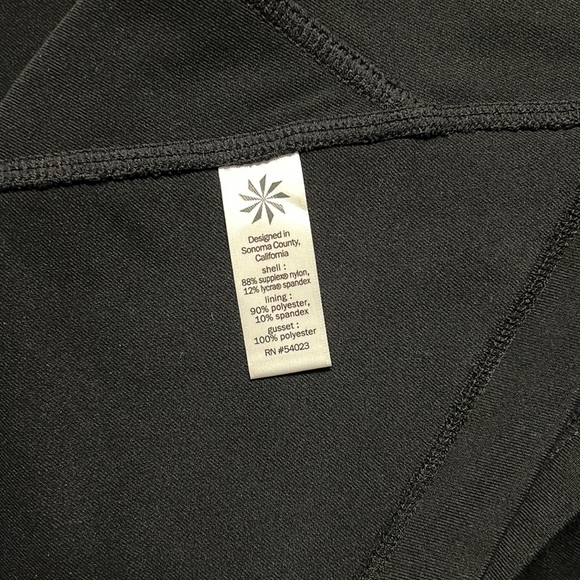 Designed in
Sonoma County,
California
shell :
88% supplex® nylon,
12% lycra® spandex
lining :
90% polyester,
10% spandex
gusset :
100% polyester
RN #54023